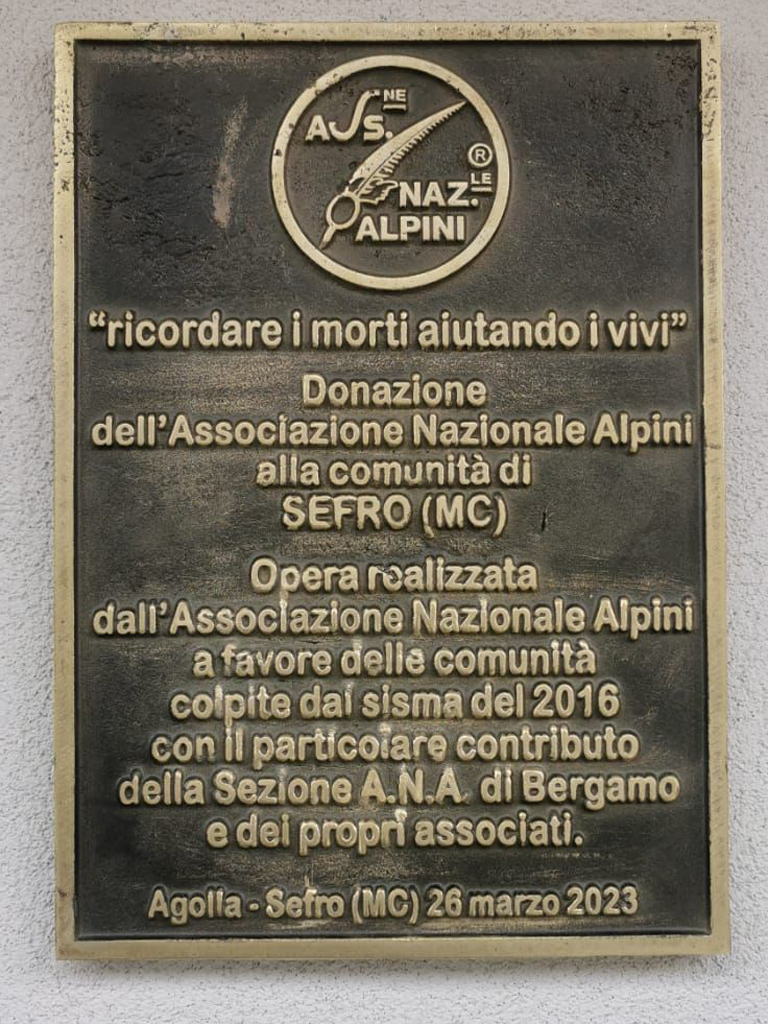 ASS.NE
®
NAZ.LE
ALPINI
“ricordare i morti aiutando i vivi”
Donazione
dell’Associazione Nazionale Alpini
alla comunità di
SEFRO (MC)
Opera realizzata
dall’Associazione Nazionale Alpini
a favore delle comunità
colpite dal sisma del 2016
con il particolare contributo
della Sezione A.N.A. di Bergamo
e dei propri associati.
Agolla - Sefro (MC) 26 marzo 2023